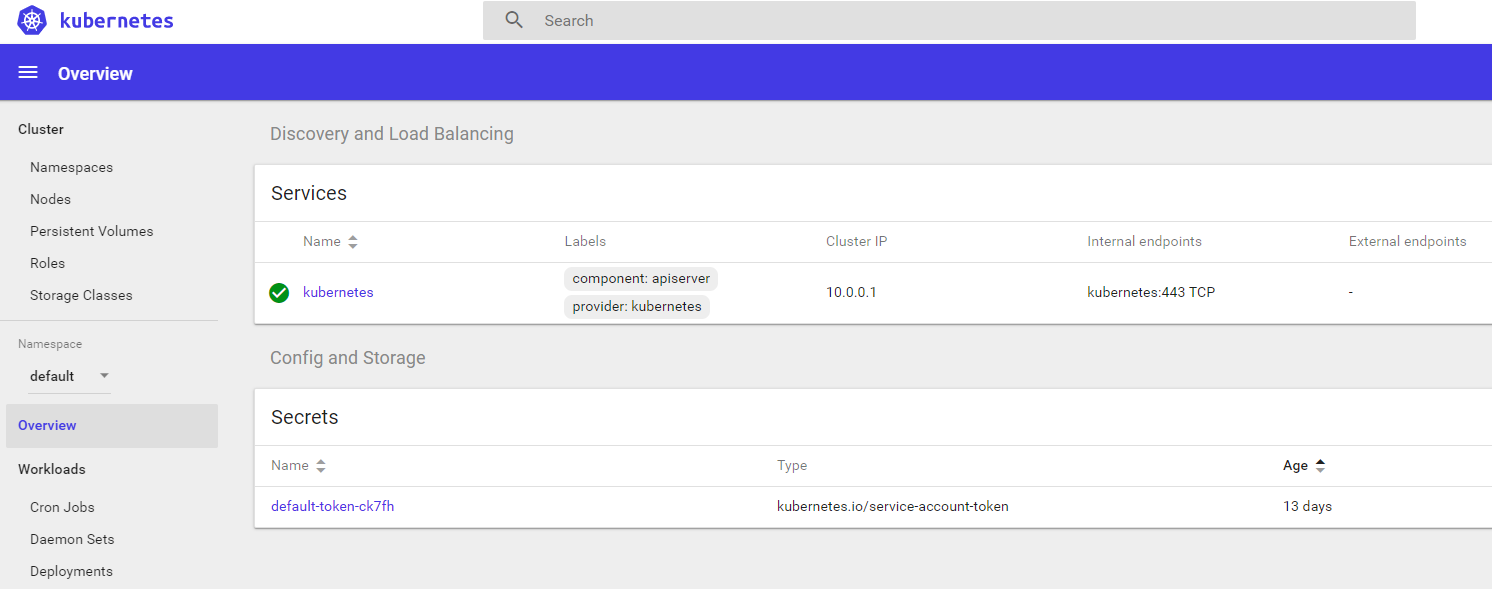 kubernetes
Search
Overview
Cluster
Namespaces
Nodes
Persistent Volumes
Roles
Storage Classes
Namespace
default
Overview
Workloads
Cron Jobs
Daemon Sets
Deployments
Discovery and Load Balancing
Services
Name Labels Cluster IP Internal endpoints External endpoints
kubernetes component: apiserver 10.0.0.1 kubernetes:443 TCP -
provider: kubernetes
Config and Storage
Secrets
Name Type Age
default-token-ck7fh kubernetes.io/service-account-token 13 days